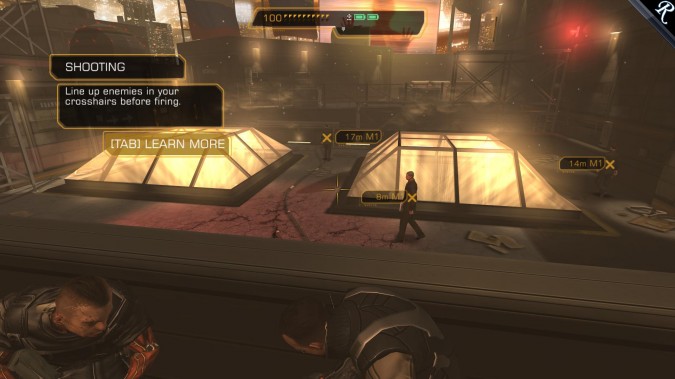 100
SHOOTING
Line up enemies in your
crosshairs before firing.
[TAB] LEARN MORE
17m M1
14m M1
8m M1
R